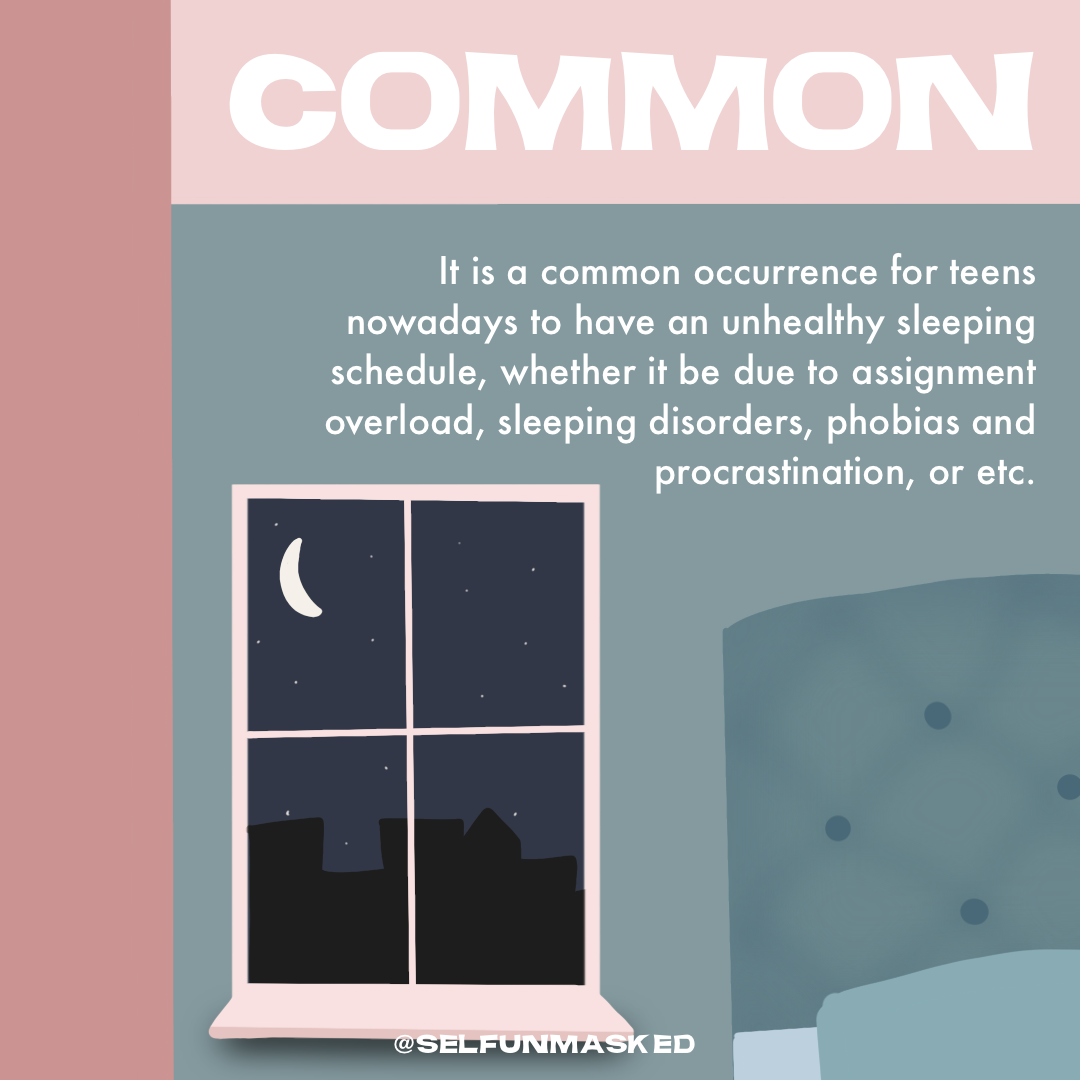 COMMON
It is a common occurrence for teens
nowadays to have an unhealthy sleeping
schedule, whether it be due to assignment
overload, sleeping disorders, phobias and
procrastination, or etc.
@SELFUNMASKED